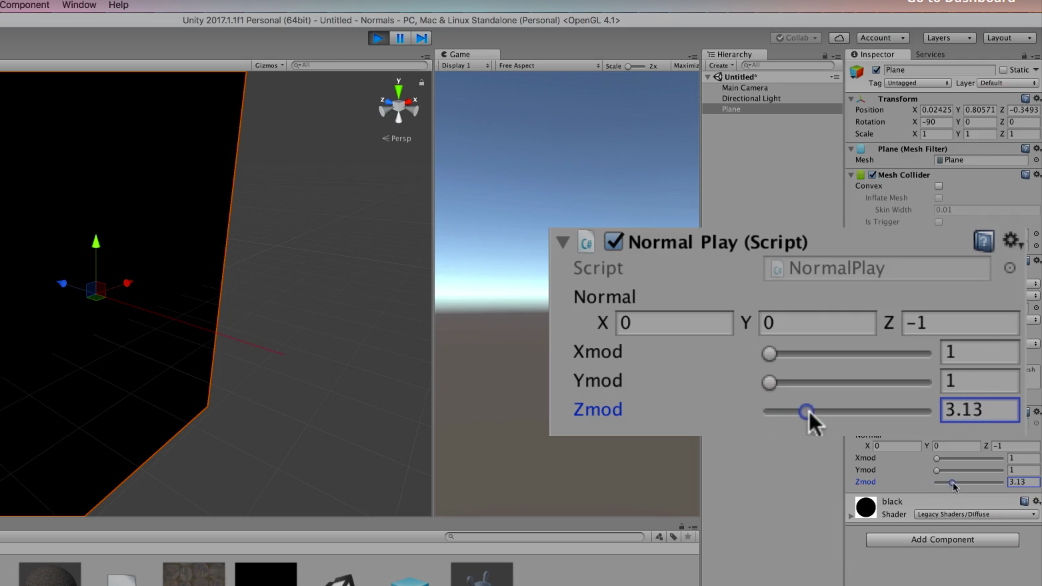 Component Window Help
Go to Dashboard
Unity 2017.1.1f1 Personal (64bit) - Untitled - Normals - PC, Mac & Linux Standalone (Personal) <OpenGL 4.1>
Collab Account Layers Layout
Game Hierarchy Inspector Services
Gizmos All Display 1 Free Aspect Scale 2x Maximiz Create All Plane Static
Untitled* Tag Untagged Layer Default
Main Camera
Directional Light Transform
Plane Position X 0.02425 Y 0.80571 Z -0.3493
Rotation X -90 Y 0 Z 0
Scale X 1 Y 1 Z 1
y
z x
Persp
Plane (Mesh Filter)
Mesh Plane
Mesh Collider
Convex
Inflate Mesh
Skin Width 0.01
Is Trigger
Normal Play (Script)
Script NormalPlay
Normal
X 0 Y 0 Z -1
Xmod 1
Ymod 1
Zmod 3.13
X 0 Y 0 Z -1
Xmod 1
Ymod 1
Zmod 3.13
black
Shader Legacy Shaders/Diffuse
Add Component